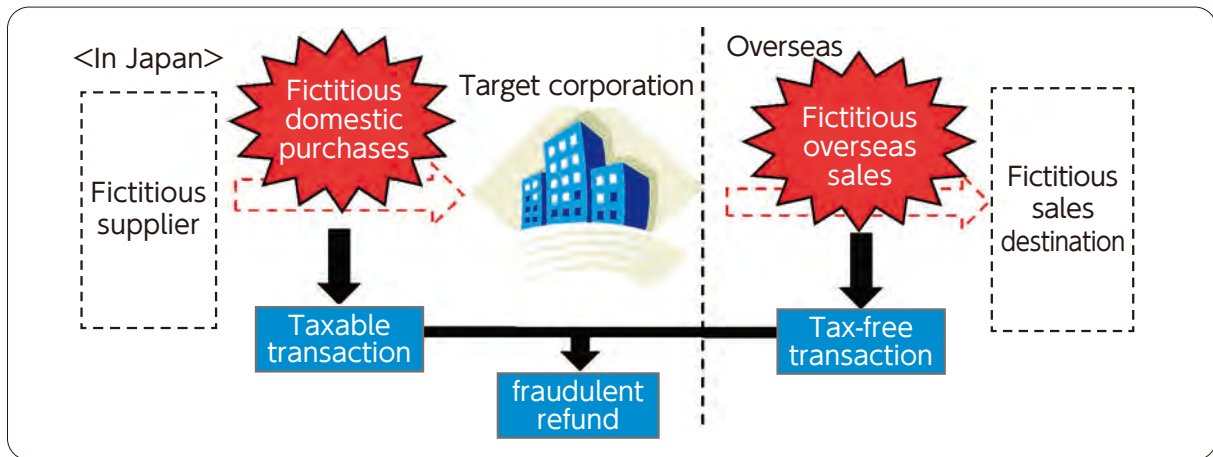 <In Japan>
Fictitious
supplier
Fictitious
domestic
purchases
Target corporation
Overseas
Fictitious
overseas
sales
Fictitious
sales
destination
Taxable
transaction
Tax-free
transaction
fraudulent
refund